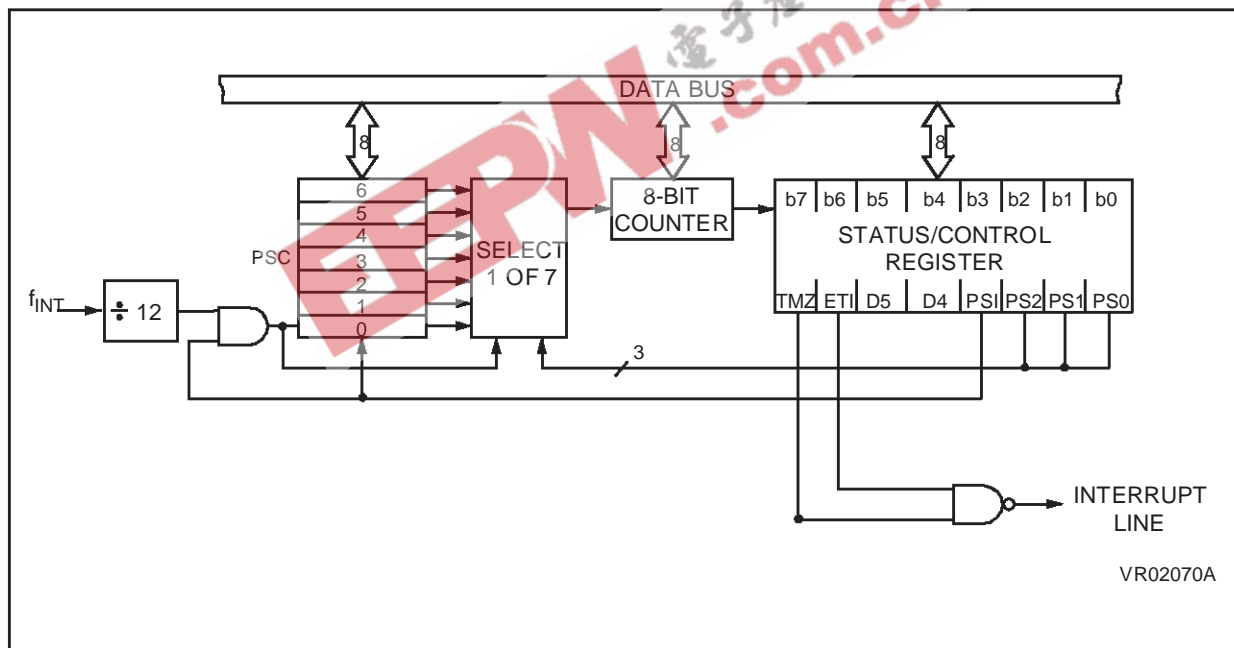 DATA BUS
8
8
8
PSC
6
5
4
3
2
1
0
SELECT
1 OF 7
8-BIT
COUNTER
b7 b6 b5 b4 b3 b2 b1 b0
STATUS/CONTROL
REGISTER
TMZ ETI D5 D4 PSI PS2 PS1 PS0
fINT
÷ 12
3
INTERRUPT
LINE
VR02070A
EEPW
.com.c
電子